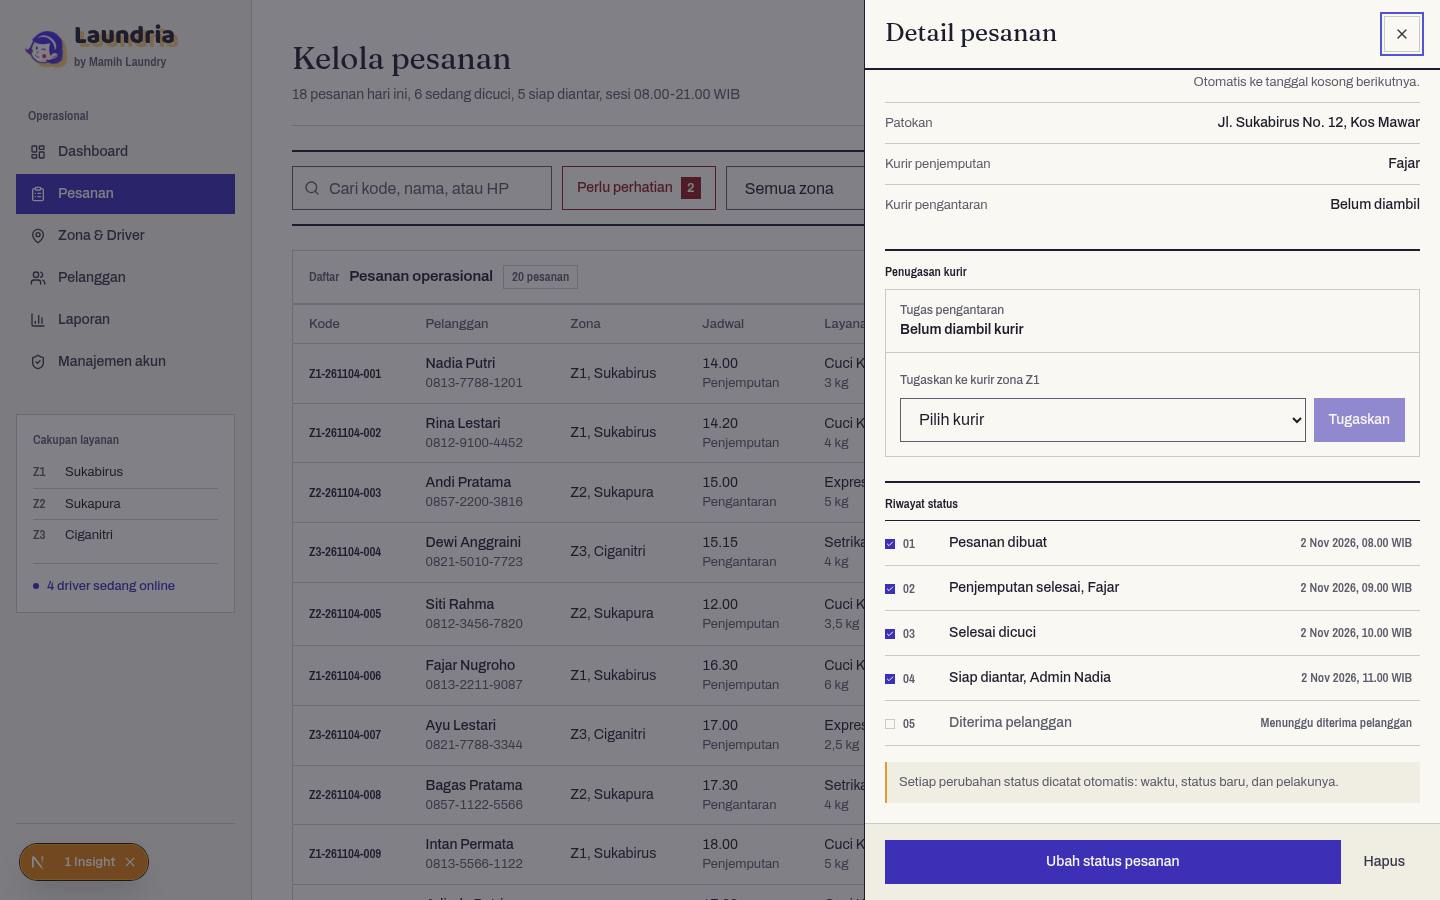 Laundria
by Mamih Laundry
Operasional
Dashboard
Pesanan
Zona & Driver
Pelanggan
Laporan
Manajemen akun
Cakupan layanan
Z1 Sukabirus
Z2 Sukapura
Z3 Ciganitri
4 driver sedang online
1 Insight
Kelola pesanan
18 pesanan hari ini, 6 sedang dicuci, 5 siap diantar, sesi 08.00-21.00 WIB
Cari kode, nama, atau HP
Perlu perhatian 2
Semua zona
Daftar Pesanan operasional 20 pesanan
Kode Pelanggan Zona Jadwal Layana
Z1-261104-001 Nadia Putri 0813-7788-1201 Z1, Sukabirus 14.00 Penjemputan Cuci K 3 kg
Z1-261104-002 Rina Lestari 0812-9100-4452 Z1, Sukabirus 14.20 Penjemputan Cuci K 4 kg
Z2-261104-003 Andi Pratama 0857-2200-3816 Z2, Sukapura 15.00 Pengantaran Expres 5 kg
Z3-261104-004 Dewi Anggraini 0821-5010-7723 Z3, Ciganitri 15.15 Pengantaran Setrika 4 kg
Z2-261104-005 Siti Rahma 0812-3456-7820 Z2, Sukapura 12.00 Penjemputan Cuci K 3,5 kg
Z1-261104-006 Fajar Nugroho 0813-2211-9087 Z1, Sukabirus 16.30 Penjemputan Cuci K 6 kg
Z3-261104-007 Ayu Lestari 0821-7788-3344 Z3, Ciganitri 17.00 Penjemputan Expres 2,5 kg
Z2-261104-008 Bagas Pratama 0857-1122-5566 Z2, Sukapura 17.30 Pengantaran Setrika 4 kg
Z1-261104-009 Intan Permata 0813-5566-1122 Z1, Sukabirus 18.00 Penjemputan Cuci K 5 kg
Detail pesanan
Otomatis ke tanggal kosong berikutnya.
Patokan Jl. Sukabirus No. 12, Kos Mawar
Kurir penjemputan Fajar
Kurir pengantaran Belum diambil
Penugasan kurir
Tugas pengantaran
Belum diambil kurir
Tugaskan ke kurir zona Z1
Pilih kurir Tugaskan
Riwayat status
01 Pesanan dibuat 2 Nov 2026, 08.00 WIB
02 Penjemputan selesai, Fajar 2 Nov 2026, 09.00 WIB
03 Selesai dicuci 2 Nov 2026, 10.00 WIB
04 Siap diantar, Admin Nadia 2 Nov 2026, 11.00 WIB
05 Diterima pelanggan Menunggu diterima pelanggan
Setiap perubahan status dicatat otomatis: waktu, status baru, dan pelakunya.
Ubah status pesanan Hapus